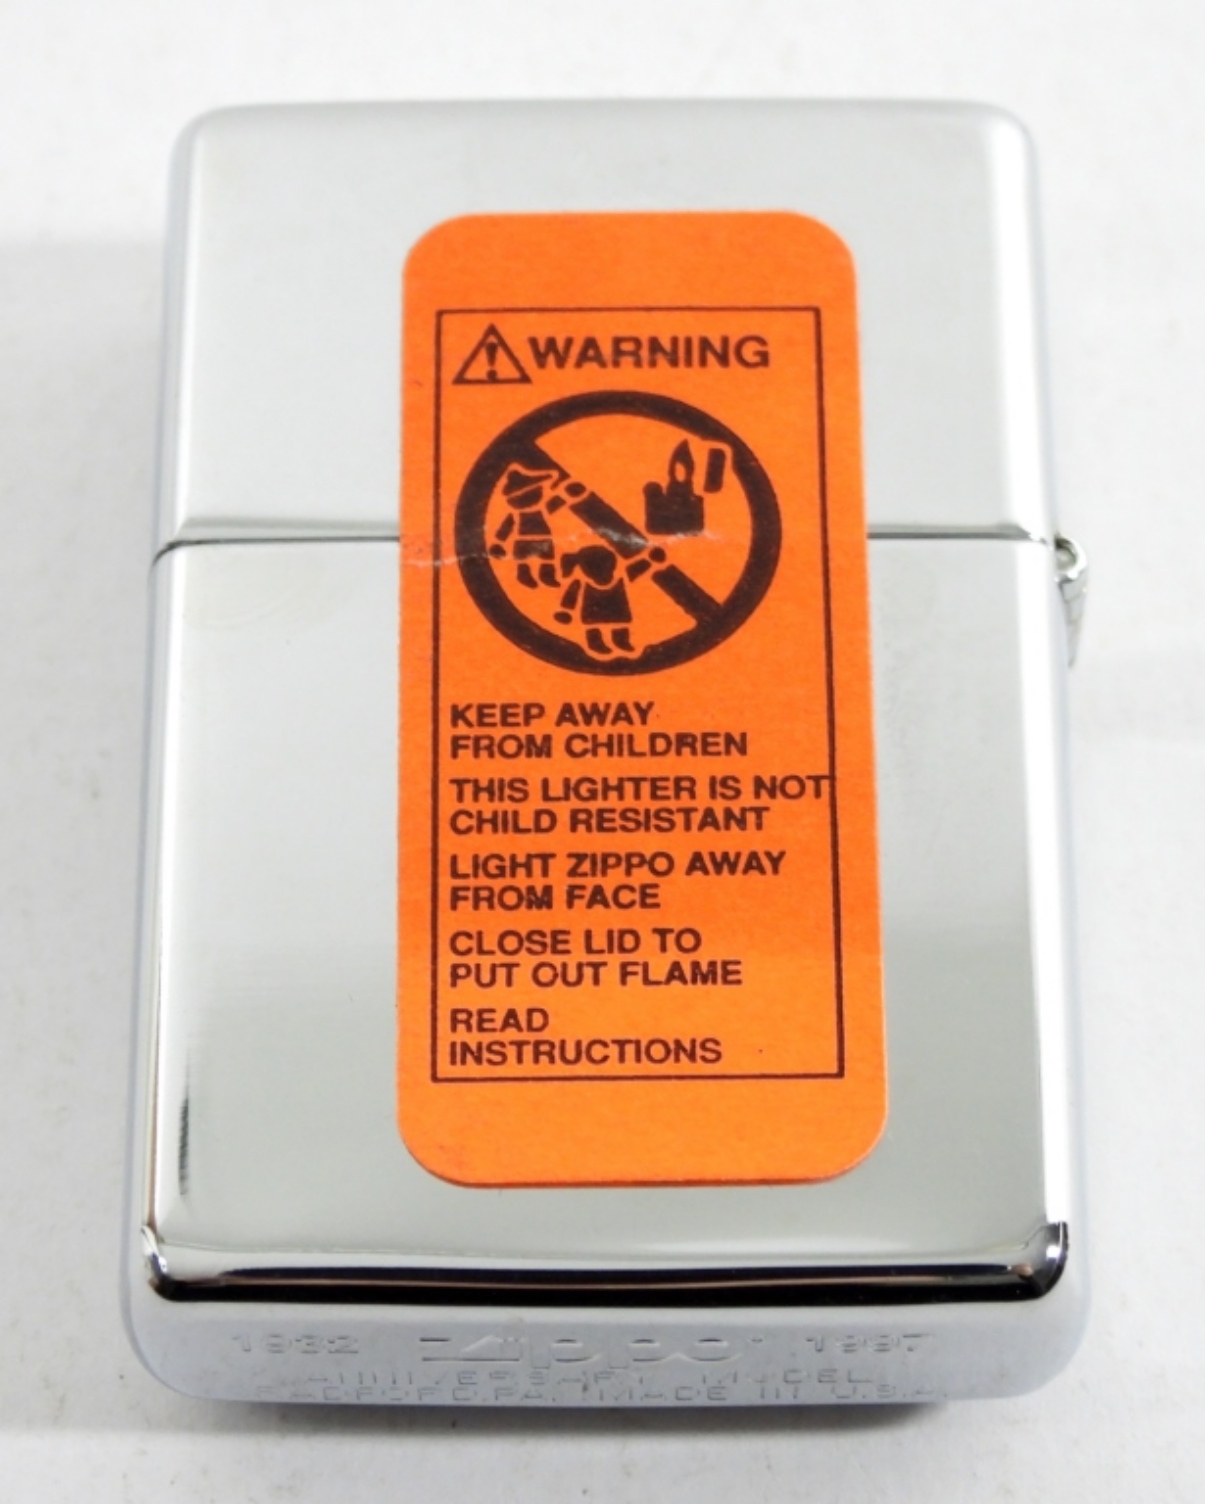 WARNING
KEEP AWAY
FROM CHILDREN
THIS LIGHTER IS NOT
CHILD RESISTANT
LIGHT ZIPPO AWAY
FROM FACE
CLOSE LID TO
PUT OUT FLAME
READ
INSTRUCTIONS
1932 Zippo 1997
ANNIVERSARY MODEL
BRADFORD, PA. MADE IN U.S.A.